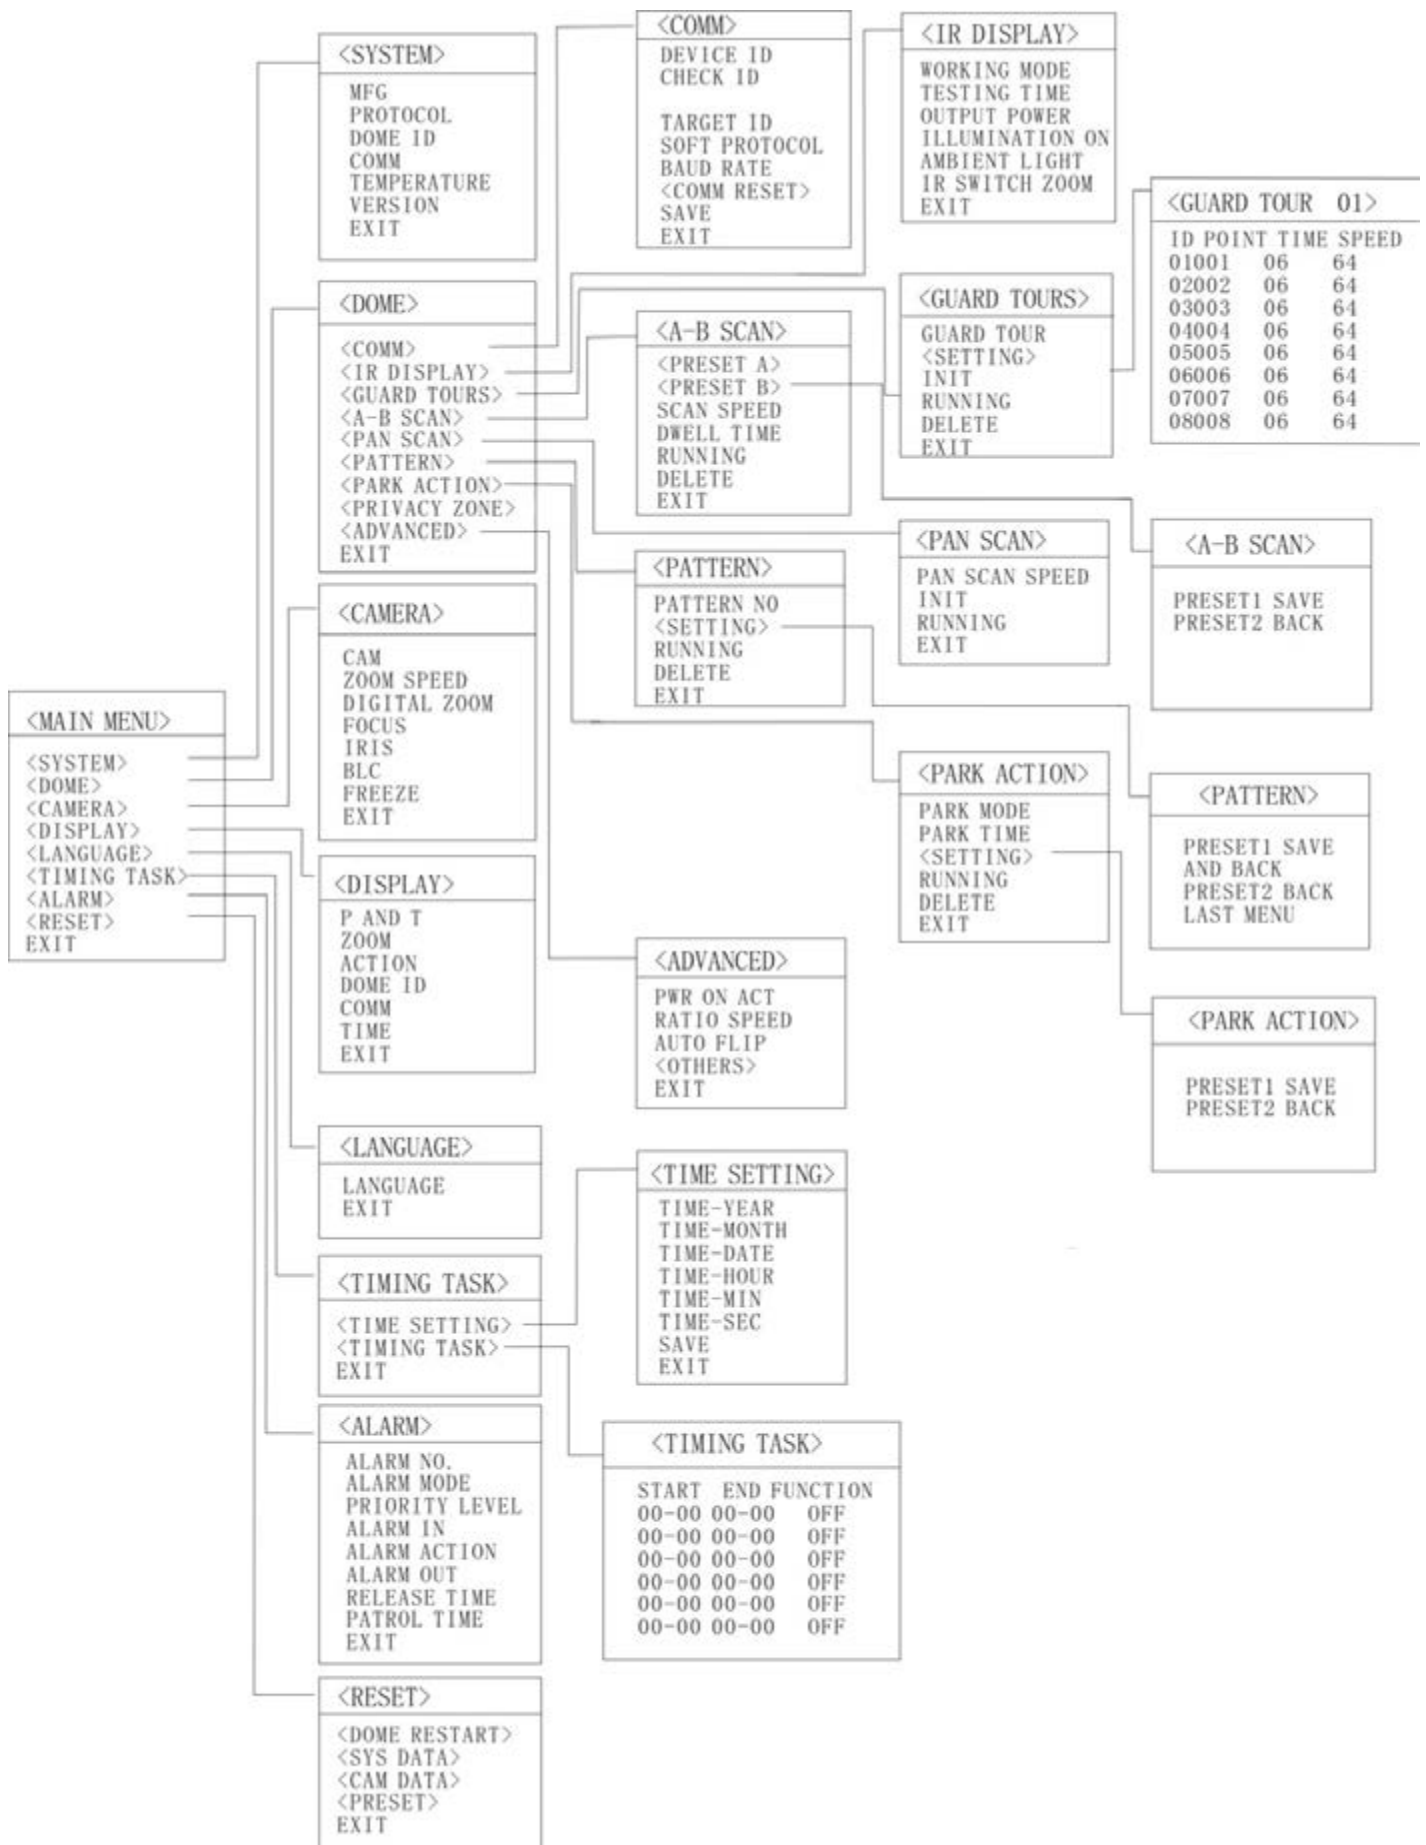 <MAIN MENU>
<SYSTEM>
<DOME>
<CAMERA>
<DISPLAY>
<LANGUAGE>
<TIMING TASK>
<ALARM>
<RESET>
EXIT
<SYSTEM>
MFG
PROTOCOL
DOME ID
COMM
TEMPERATURE
VERSION
EXIT
<DOME>
<COMM>
<IR DISPLAY>
<GUARD TOURS>
<A-B SCAN>
<PAN SCAN>
<PATTERN>
<PARK ACTION>
<PRIVACY ZONE>
<ADVANCED>
EXIT
<CAMERA>
CAM
ZOOM SPEED
DIGITAL ZOOM
FOCUS
IRIS
BLC
FREEZE
EXIT
<DISPLAY>
P AND T
ZOOM
ACTION
DOME ID
COMM
TIME
EXIT
<LANGUAGE>
LANGUAGE
EXIT
<TIMING TASK>
<TIME SETTING>
<TIMING TASK>
EXIT
<ALARM>
ALARM NO.
ALARM MODE
PRIORITY LEVEL
ALARM IN
ALARM ACTION
ALARM OUT
RELEASE TIME
PATROL TIME
EXIT
<RESET>
<DOME RESTART>
<SYS DATA>
<CAM DATA>
<PRESET>
EXIT
<COMM>
DEVICE ID
CHECK ID
TARGET ID
SOFT PROTOCOL
BAUD RATE
<COMM RESET>
SAVE
EXIT
<A-B SCAN>
<PRESET A>
<PRESET B>
SCAN SPEED
DWELL TIME
RUNNING
DELETE
EXIT
<PATTERN>
PATTERN NO
<SETTING>
RUNNING
DELETE
EXIT
<ADVANCED>
PWR ON ACT
RATIO SPEED
AUTO FLIP
<OTHERS>
EXIT
<TIME SETTING>
TIME-YEAR
TIME-MONTH
TIME-DATE
TIME-HOUR
TIME-MIN
TIME-SEC
SAVE
EXIT
<TIMING TASK>
START END FUNCTION
00-00 00-00 OFF
00-00 00-00 OFF
00-00 00-00 OFF
00-00 00-00 OFF
00-00 00-00 OFF
00-00 00-00 OFF
<IR DISPLAY>
WORKING MODE
TESTING TIME
OUTPUT POWER
ILLUMINATION ON
AMBIENT LIGHT
IR SWITCH ZOOM
EXIT
<GUARD TOURS>
GUARD TOUR
<SETTING>
INIT
RUNNING
DELETE
EXIT
<PAN SCAN>
PAN SCAN SPEED
INIT
RUNNING
EXIT
<PARK ACTION>
PARK MODE
PARK TIME
<SETTING>
RUNNING
DELETE
EXIT
<GUARD TOUR 01>
ID POINT TIME SPEED
01001 06 64
02002 06 64
03003 06 64
04004 06 64
05005 06 64
06006 06 64
07007 06 64
08008 06 64
<A-B SCAN>
PRESET1 SAVE
PRESET2 BACK
<PATTERN>
PRESET1 SAVE
AND BACK
PRESET2 BACK
LAST MENU
<PARK ACTION>
PRESET1 SAVE
PRESET2 BACK